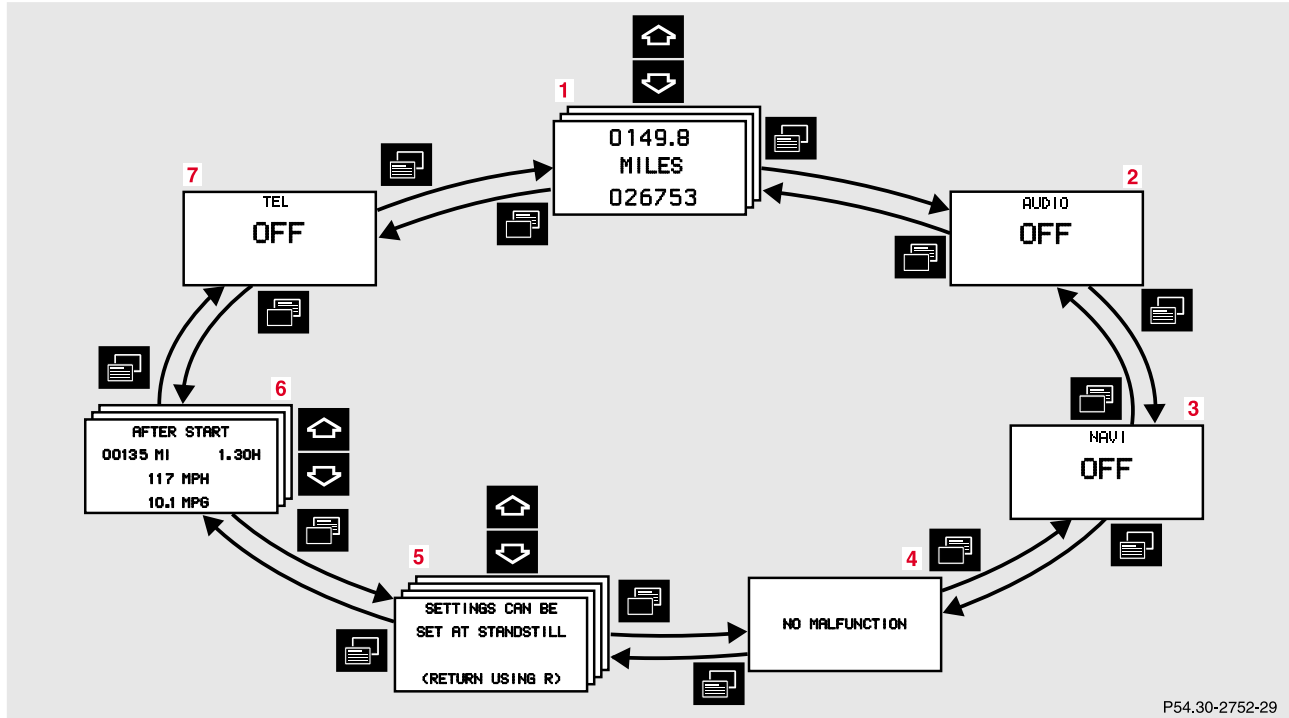 1
0149.8
MILES
026753
7
TEL
OFF
2
AUDIO
OFF
6
AFTER START
00135 MI 1.30H
117 MPH
10.1 MPG
3
NAVI
OFF
5
SETTINGS CAN BE
SET AT STANDSTILL
(RETURN USING R)
4
NO MALFUNCTION
P54.30-2752-29